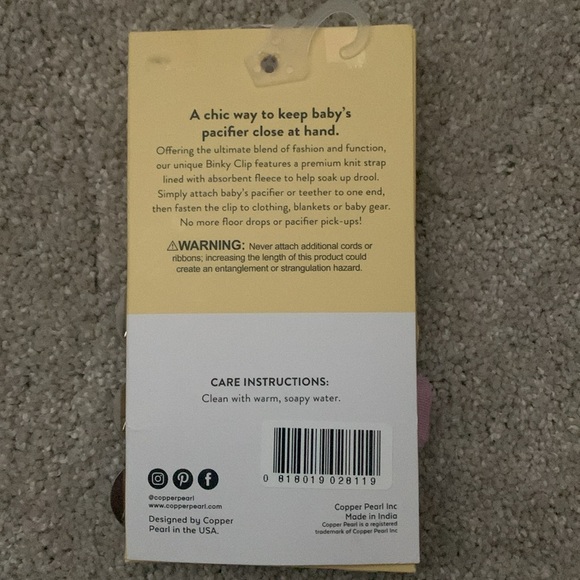 A chic way to keep baby's
pacifier close at hand.
Offering the ultimate blend of fashion and function,
our unique Binky Clip features a premium knit strap
lined with absorbent fleece to help soak up drool.
Simply attach baby's pacifier or teether to one end,
then fasten the clip to clothing, blankets or baby gear.
No more floor drops or pacifier pick-ups!
⚠WARNING: Never attach additional cords or
ribbons; increasing the length of this product could
create an entanglement or strangulation hazard.
CARE INSTRUCTIONS:
Clean with warm, soapy water.
0 818019 028119
@copperpearl
www.copperpearl.com
Designed by Copper
Pearl in the USA.
Copper Pearl Inc
Made in India
Copper Pearl is a registered
trademark of Copper Pearl Inc